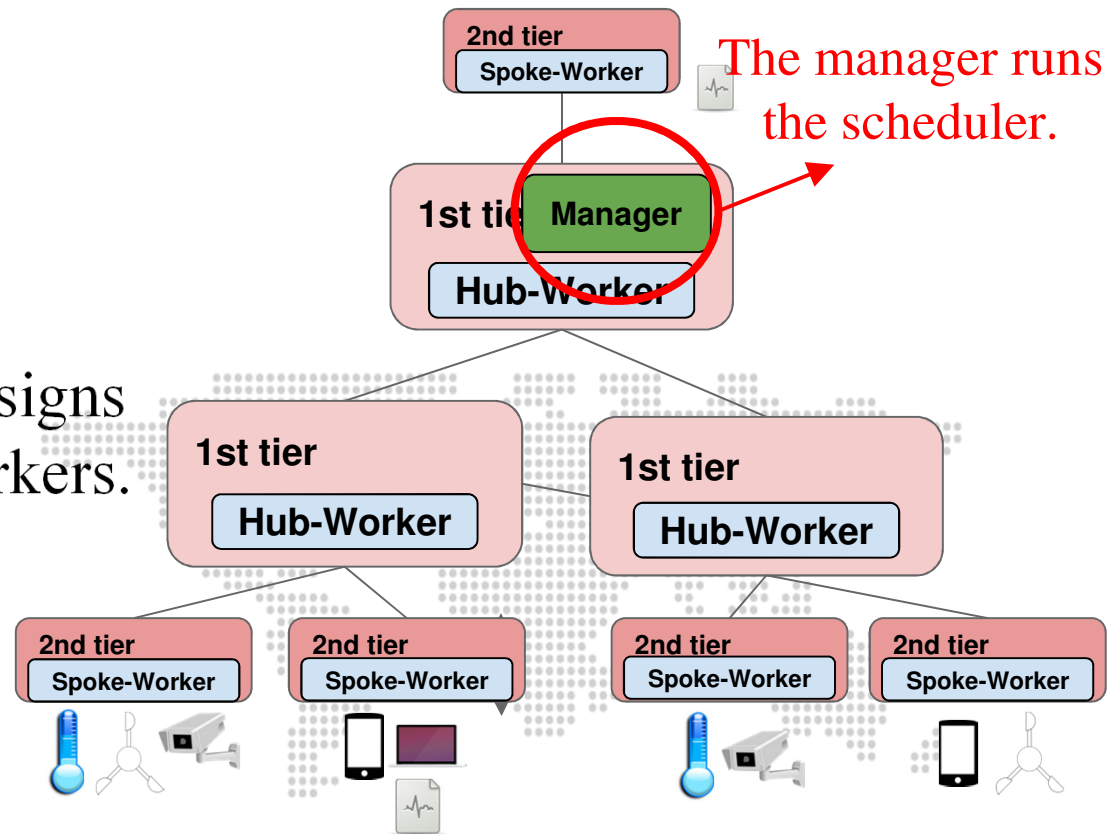 2nd tier
Spoke-Worker
The manager runs
the scheduler.
1st tie
Manager
Hub-Worker
signs
rkers.
1st tier
Hub-Worker
1st tier
Hub-Worker
2nd tier
Spoke-Worker
2nd tier
Spoke-Worker
2nd tier
Spoke-Worker
2nd tier
Spoke-Worker